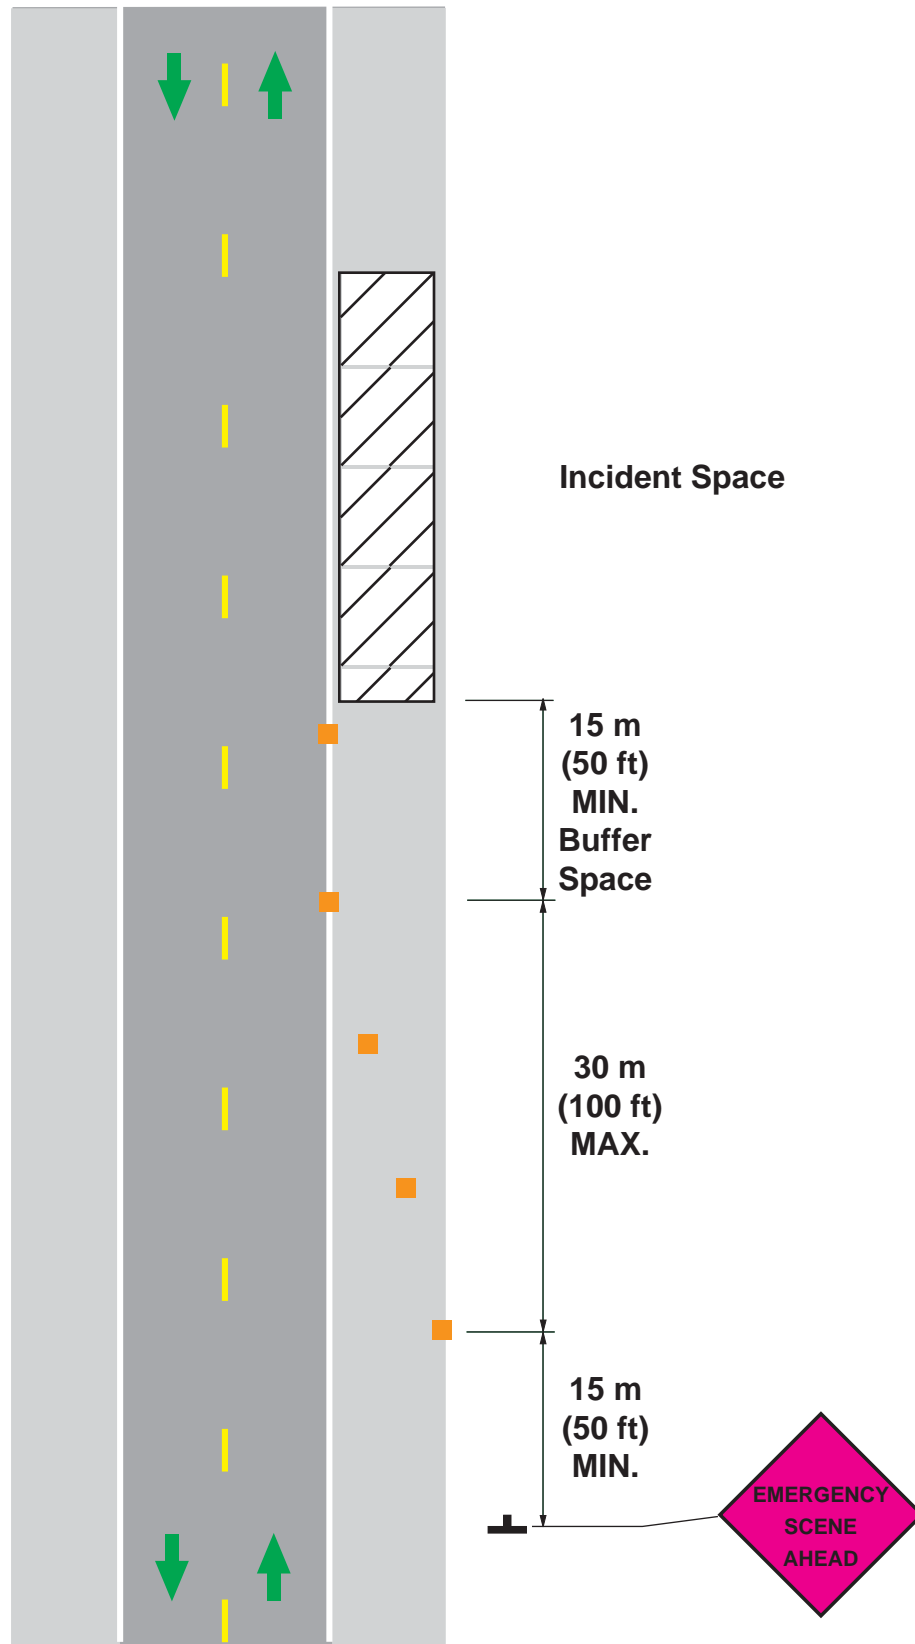 Incident Space
15 m
(50 ft)
MIN.
Buffer
Space
30 m
(100 ft)
MAX.
15 m
(50 ft)
MIN.
EMERGENCY
SCENE
AHEAD